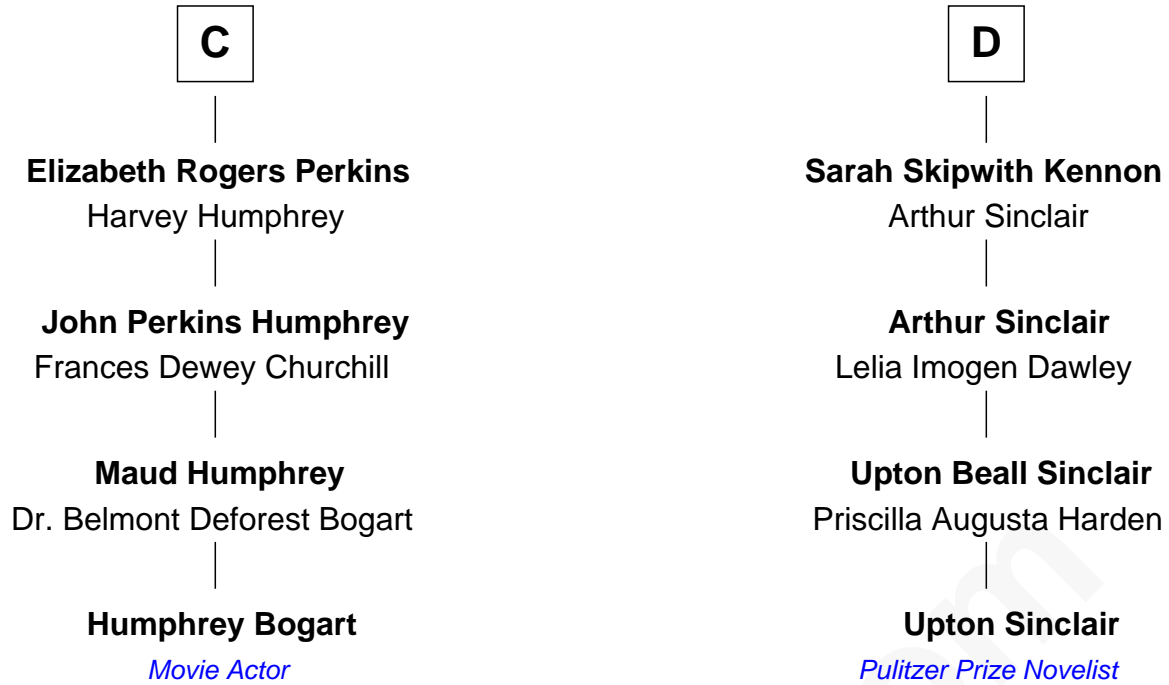 C
Elizabeth Rogers Perkins
Harvey Humphrey
John Perkins Humphrey
Frances Dewey Churchill
Maud Humphrey
Dr. Belmont Deforest Bogart
Humphrey Bogart
Movie Actor
D
Sarah Skipwith Kennon
Arthur Sinclair
Arthur Sinclair
Lelia Imogen Dawley
Upton Beall Sinclair
Priscilla Augusta Harden
Upton Sinclair
Pulitzer Prize Novelist